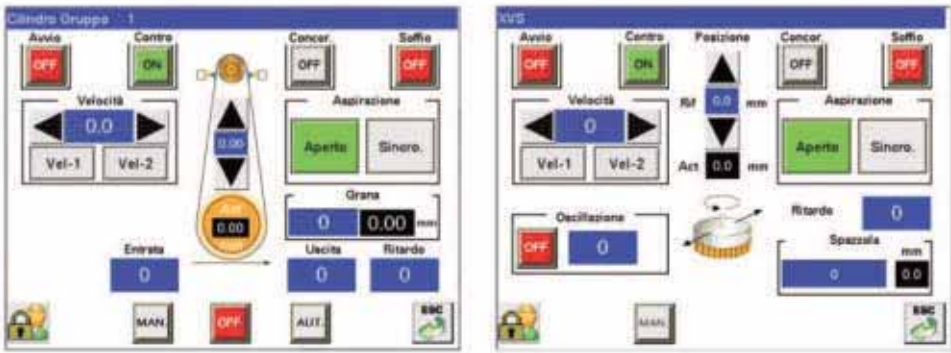 Cilindro Gruppo 1
Avvio Contro Concor. Soffio
OFF ON OFF OFF
Velocità
0.0
Vel-1 Vel-2
0.00
Aspirazione
Aperto Sincro.
Grana
0 0.00 mm
0.00
Entrata Uscita Ritardo
0 0 0
MAN. OFF AUT. ESC
XVS
Avvio Contro Posizione Concor. Soffio
OFF ON OFF OFF
Velocità
0
Vel-1 Vel-2
Rif 0,0 mm
Act 0.0 mm
Aspirazione
Aperto Sincro.
Oscillazione
OFF 0
Ritardo 0
Spazzola mm
0 0.0
MAN. ESC